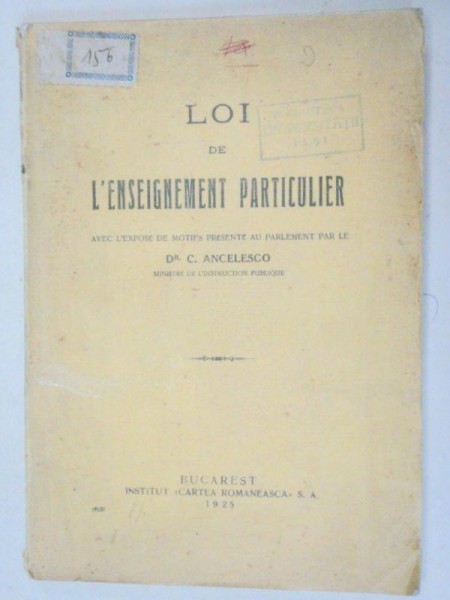 156
LOI
DE
L'ENSEIGNEMENT PARTICULIER
AVEC L'EXPOSE DE MOTIFS PRESENTE AU PARLEMENT PAR LE
DR. C. ANCELESCO
MINISTRE DE L'INSTRUCTION PUBLIQUE
BUCAREST
INSTITUT «CARTEA ROMANEASCA» S. A.
1925